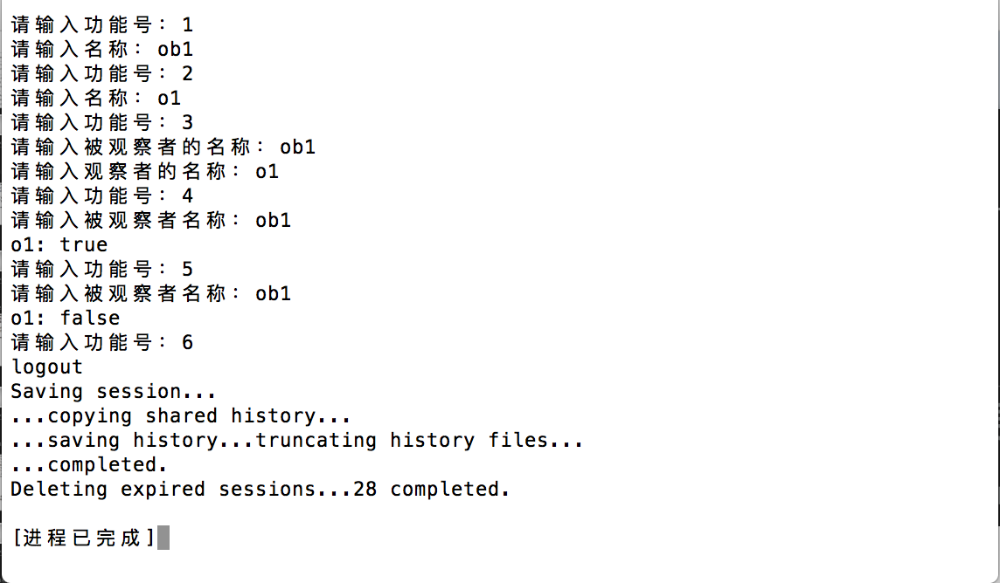 请输入功能号：1
请输入名称：ob1
请输入功能号：2
请输入名称：o1
请输入功能号：3
请输入被观察者的名称：ob1
请输入观察者的名称：o1
请输入功能号：4
请输入被观察者名称：ob1
o1: true
请输入功能号：5
请输入被观察者名称：ob1
o1: false
请输入功能号：6
logout
Saving session...
...copying shared history...
...saving history...truncating history files...
...completed.
Deleting expired sessions...28 completed.
[进程已完成]